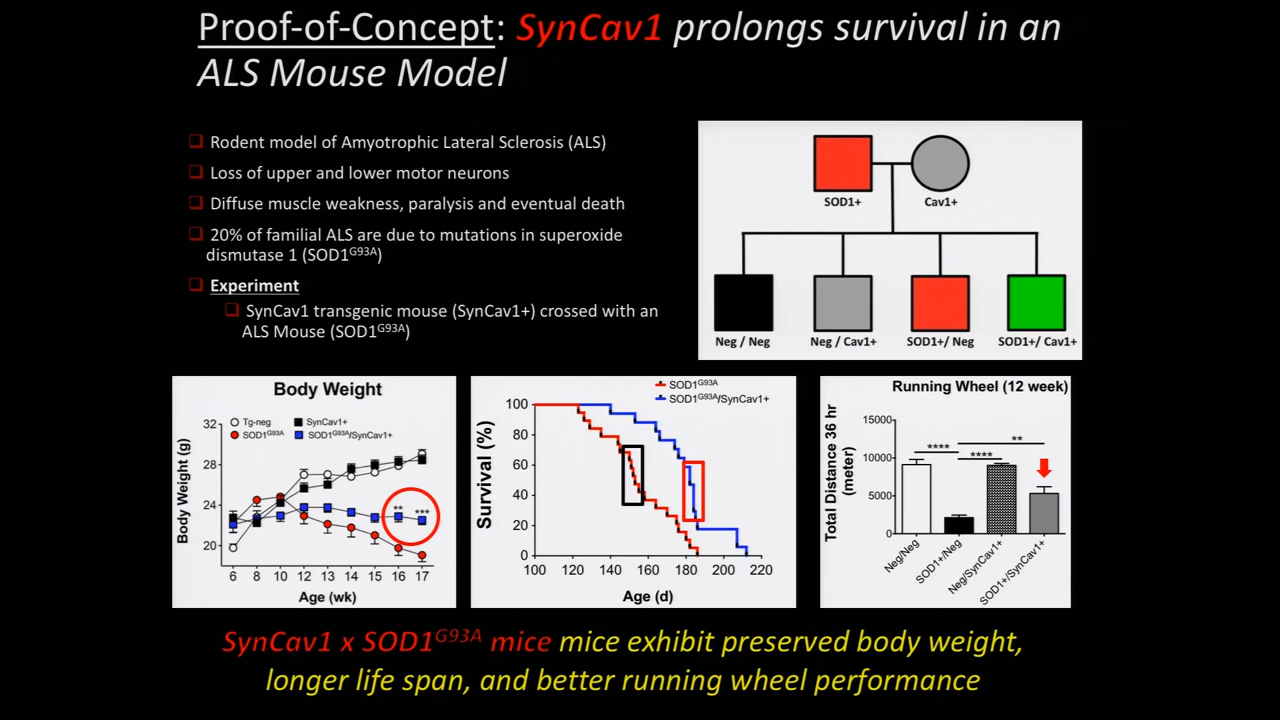 Proof-of-Concept: SynCav1 prolongs survival in an
ALS Mouse Model
Rodent model of Amyotrophic Lateral Sclerosis (ALS)
Loss of upper and lower motor neurons
Diffuse muscle weakness, paralysis and eventual death
20% of familial ALS are due to mutations in superoxide
dismutase 1 (SOD1G93A)
Experiment
SynCav1 transgenic mouse (SynCav1+) crossed with an
ALS Mouse (SOD1G93A)
SOD1+
Cav1+
Neg / Neg
Neg / Cav1+
SOD1+/ Neg
SOD1+/ Cav1+
Body Weight
Tg-neg
SynCav1+
SOD1G93A
SOD1G93A/SynCav1+
Body Weight (g)
32
28
24
20
**
***
6 8 10 12 13 14 15 16 17
Age (wk)
SOD1G93A
SOD1G93A/SynCav1+
Survival (%)
100
80
60
40
20
0
100 120 140 160 180 200 220
Age (d)
Running Wheel (12 week)
Total Distance 36 hr
(meter)
15000
10000
5000
0
****
****
**
Neg/Neg
SOD1+/Neg
Neg/SynCav1+
SOD1+/SynCav1+
SynCav1 x SOD1G93A mice mice exhibit preserved body weight,
longer life span, and better running wheel performance